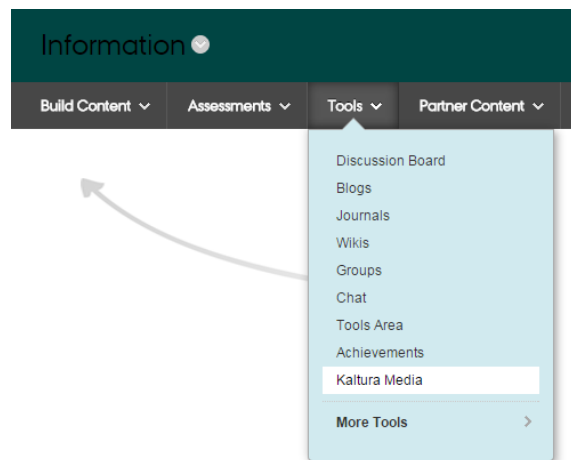 Information
Build Content Assessments Tools Partner Content
Discussion Board
Blogs
Journals
Wikis
Groups
Chat
Tools Area
Achievements
Kaltura Media
More Tools